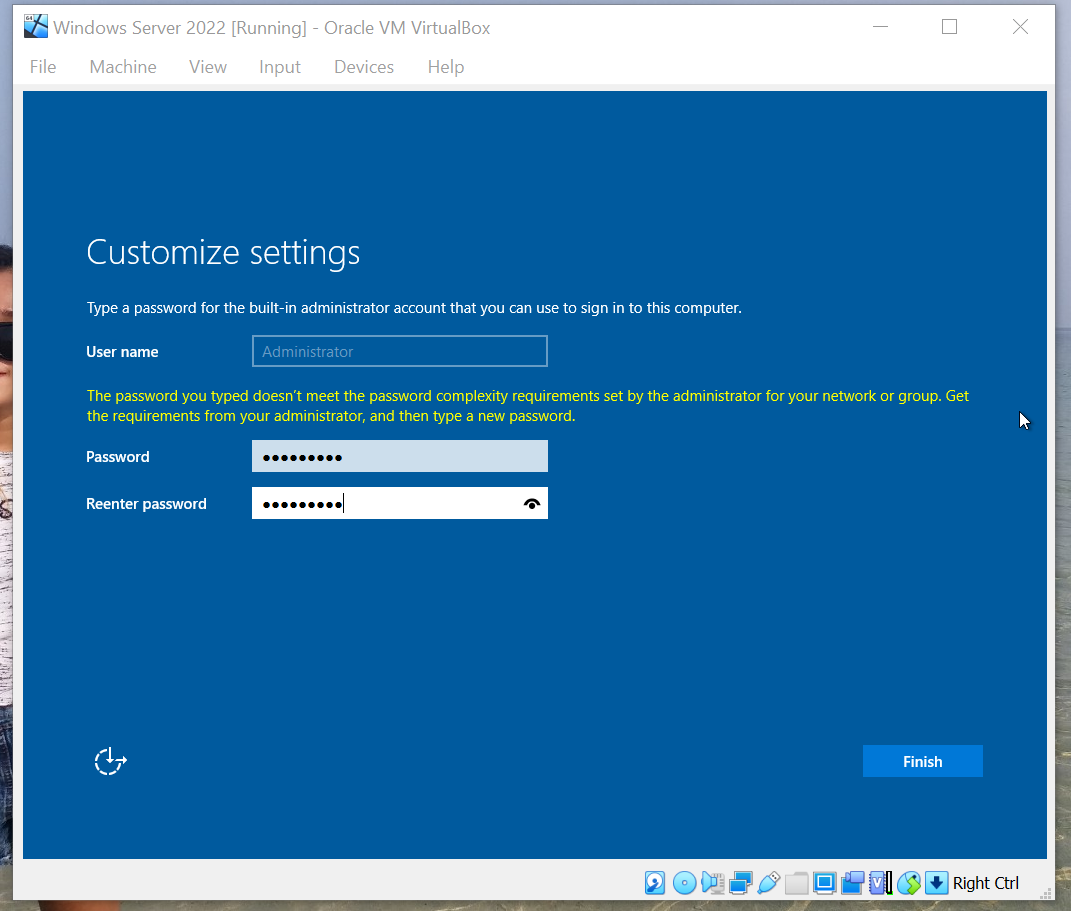 Windows Server 2022 [Running] - Oracle VM VirtualBox
File Machine View Input Devices Help
Customize settings
Type a password for the built-in administrator account that you can use to sign in to this computer.
User name Administrator
The password you typed doesn't meet the password complexity requirements set by the administrator for your network or group. Get
the requirements from your administrator, and then type a new password.
Password ●●●●●●●●●
Reenter password ●●●●●●●●●
Finish
Right Ctrl